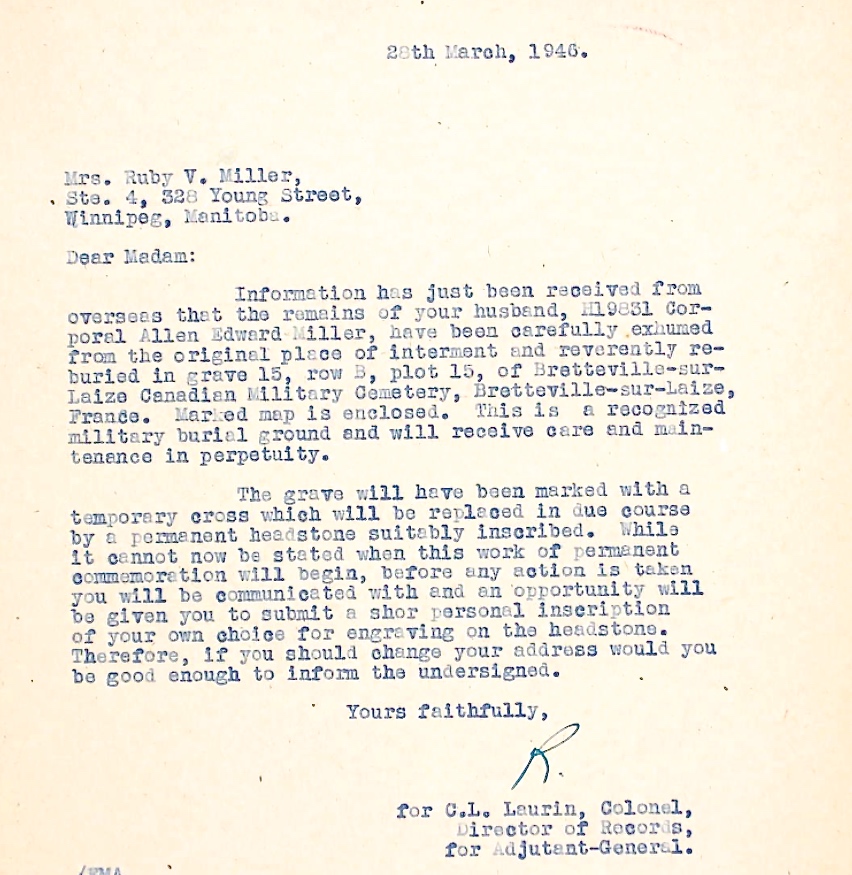 28th March, 1946.
Mrs. Ruby V. Miller,
Ste. 4, 328 Young Street,
Winnipeg, Manitoba.
Dear Madam:
Information has just been received from
overseas that the remains of your husband, H19831 Cor-
poral Allen Edward Miller, have been carefully exhumed
from the original place of interment and reverently re-
buried in grave 15, row B, plot 15, of Bretteville-sur-
Laize Canadian Military Cemetery, Bretteville-sur-Laize,
France. Marked map is enclosed. This is a recognized
military burial ground and will receive care and main-
tenance in perpetuity.
The grave will have been marked with a
temporary cross which will be replaced in due course
by a permanent headstone suitably inscribed. While
it cannot now be stated when this work of permanent
commemoration will begin, before any action is taken
you will be communicated with and an opportunity will
be given you to submit a shor personal inscription
of your own choice for engraving on the headstone.
Therefore, if you should change your address would you
be good enough to inform the undersigned.
Yours faithfully,
R.
for C.L. Laurin, Colonel,
Director of Records,
for Adjutant-General.